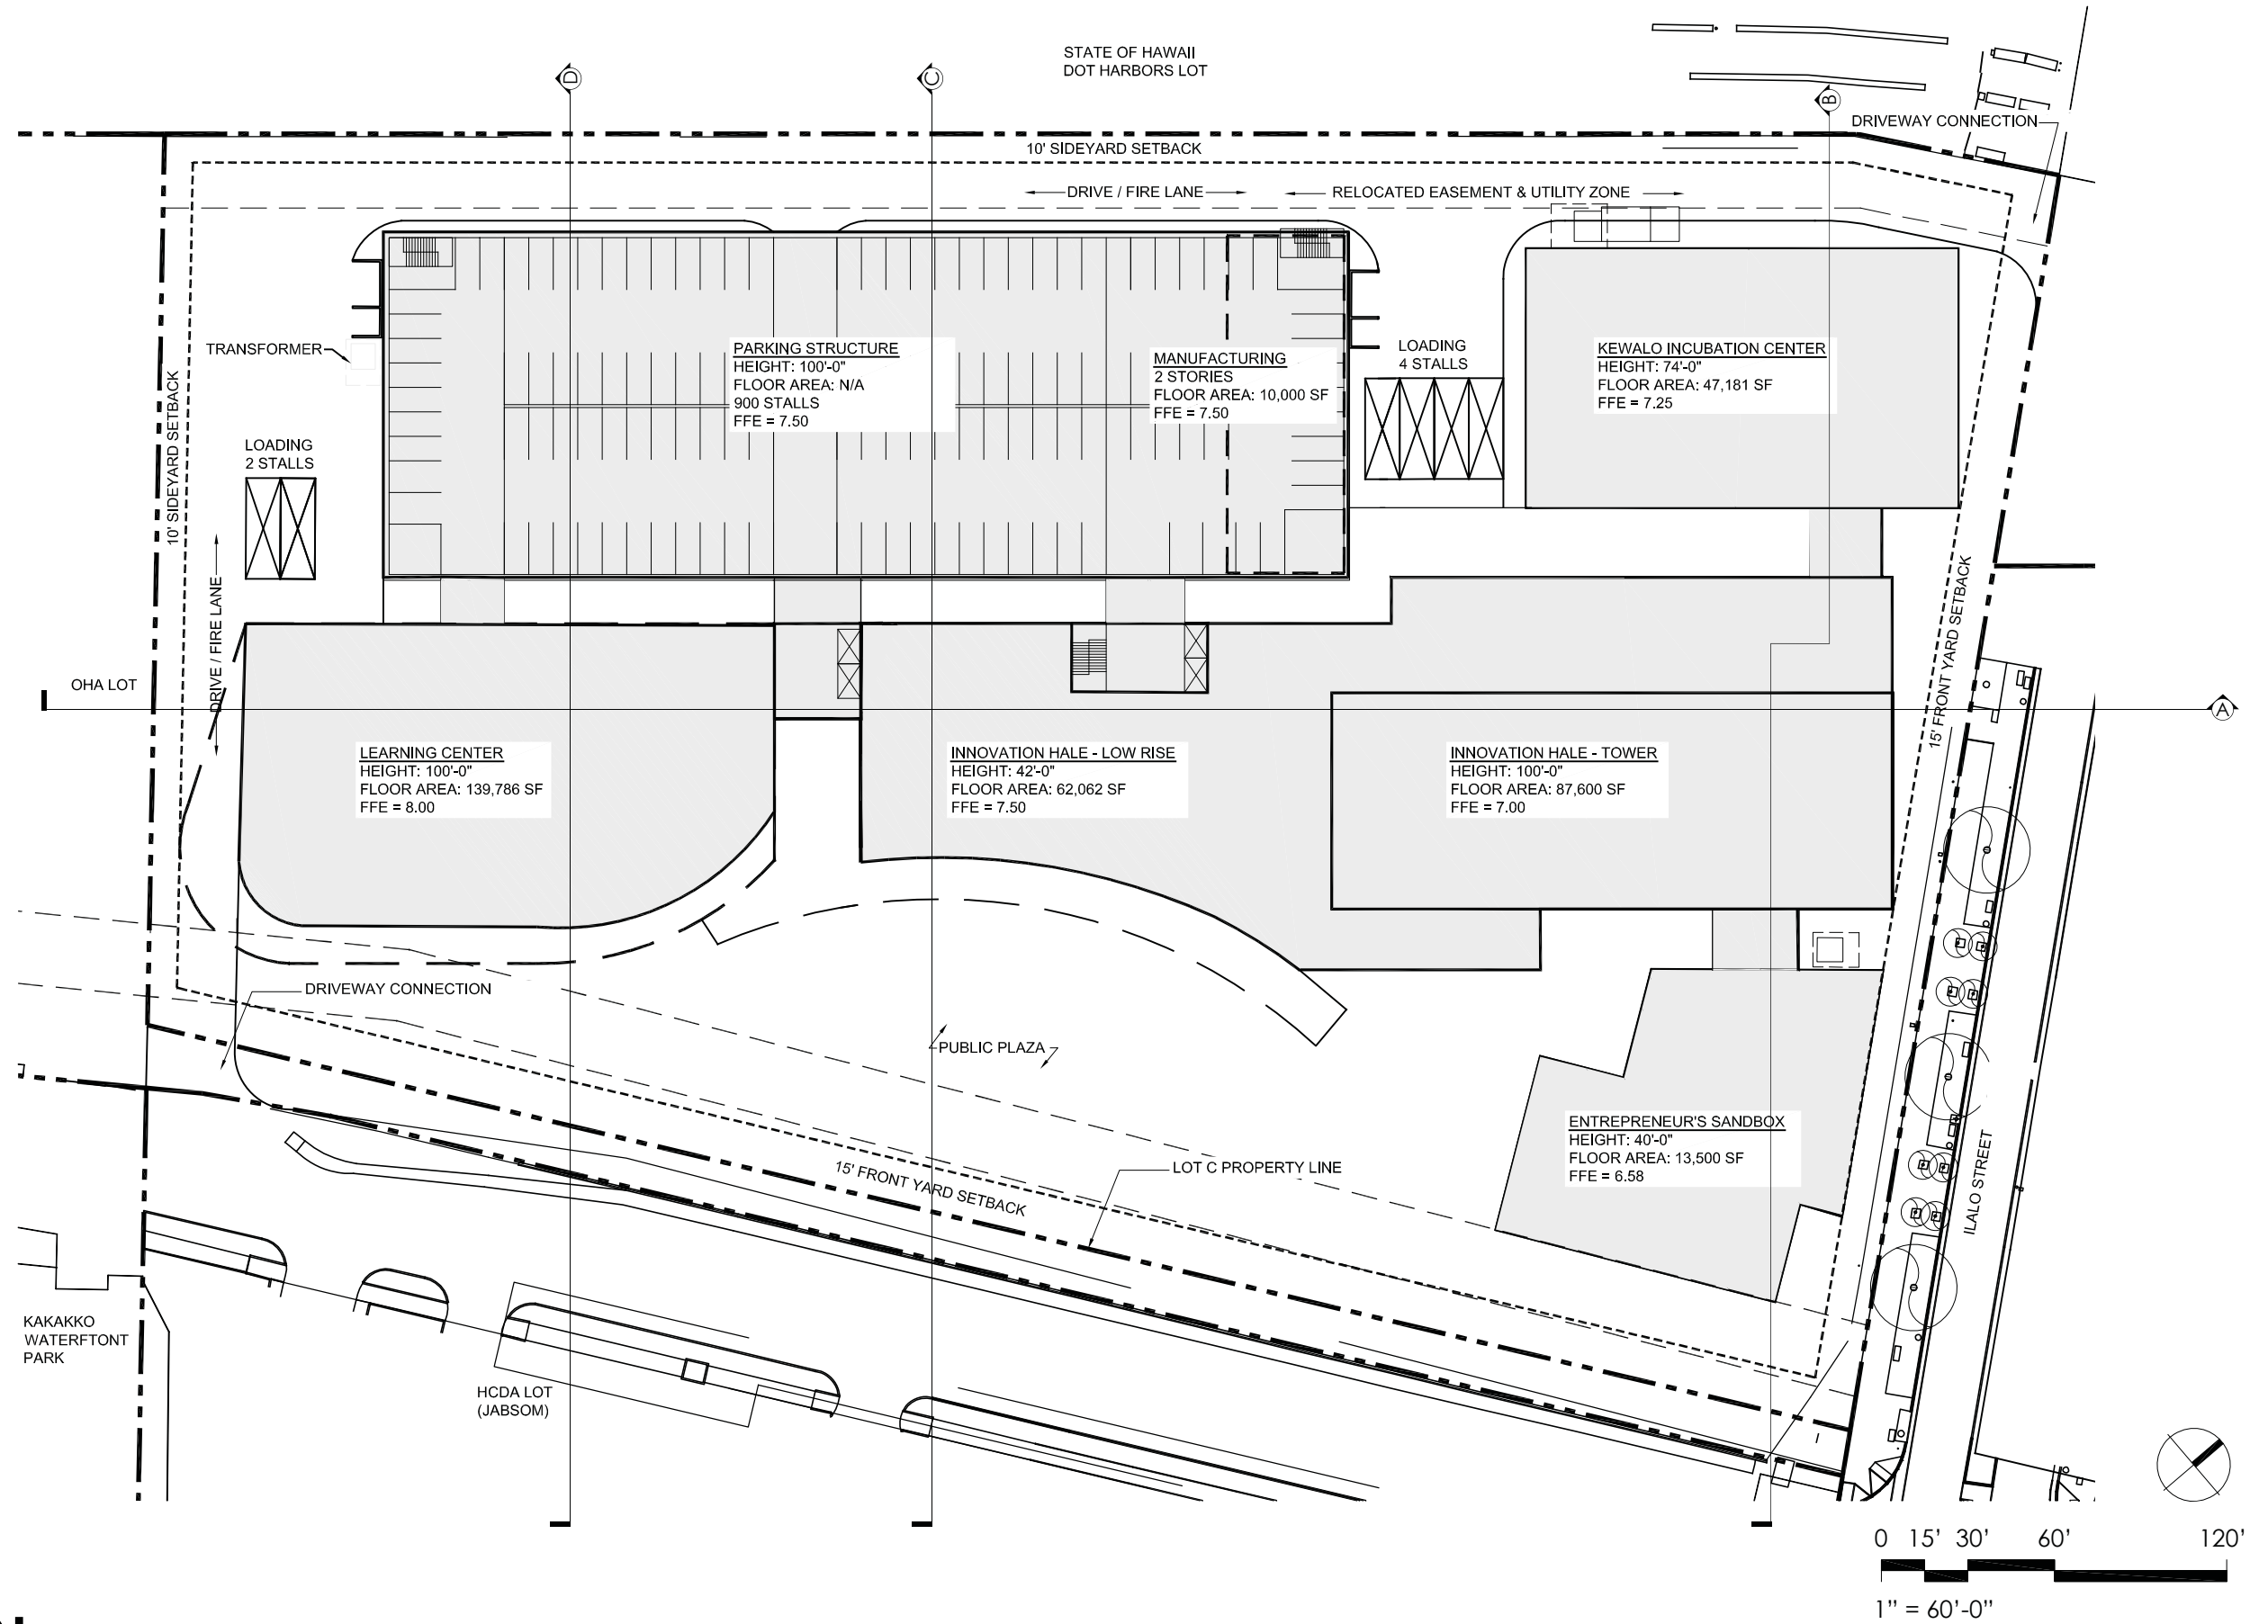 STATE OF HAWAII
DOT HARBORS LOT
D
C
B
DRIVEWAY CONNECTION
10' SIDEYARD SETBACK
DRIVE / FIRE LANE
RELOCATED EASEMENT & UTILITY ZONE
TRANSFORMER
10' SIDEYARD SETBACK
PARKING STRUCTURE
HEIGHT: 100'-0"
FLOOR AREA: N/A
900 STALLS
FFE = 7.50
MANUFACTURING
2 STORIES
FLOOR AREA: 10,000 SF
FFE = 7.50
LOADING
4 STALLS
KEWALO INCUBATION CENTER
HEIGHT: 74'-0"
FLOOR AREA: 47,181 SF
FFE = 7.25
LOADING
2 STALLS
DRIVE / FIRE LANE
OHA LOT
15' FRONT YARD SETBACK
A
LEARNING CENTER
HEIGHT: 100'-0"
FLOOR AREA: 139,786 SF
FFE = 8.00
INNOVATION HALE - LOW RISE
HEIGHT: 42'-0"
FLOOR AREA: 62,062 SF
FFE = 7.50
INNOVATION HALE - TOWER
HEIGHT: 100'-0"
FLOOR AREA: 87,600 SF
FFE = 7.00
DRIVEWAY CONNECTION
PUBLIC PLAZA
ENTREPRENEUR'S SANDBOX
HEIGHT: 40'-0"
FLOOR AREA: 13,500 SF
FFE = 6.58
LOT C PROPERTY LINE
15' FRONT YARD SETBACK
ILALO STREET
KAKAKKO
WATERFTONT
PARK
HCDA LOT
(JABSOM)
0 15' 30' 60' 120'
1" = 60'-0"